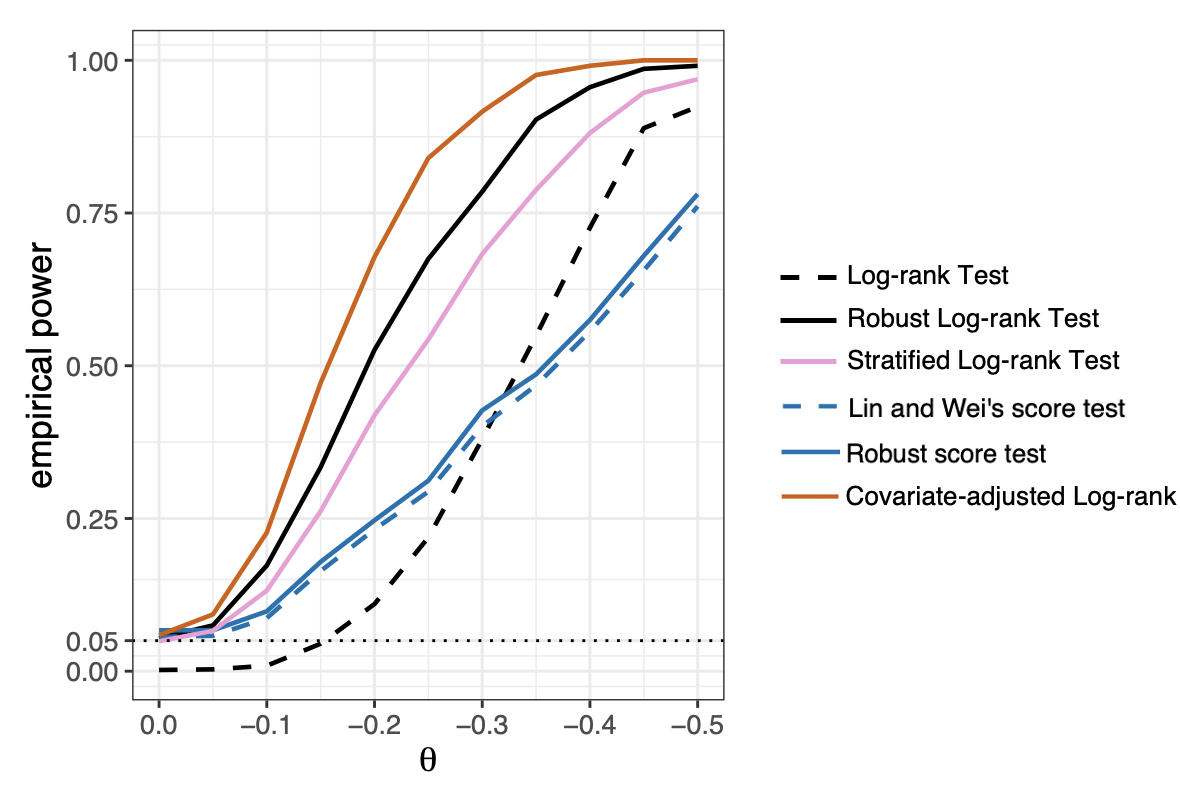 empirical power
1.00
0.75
0.50
0.25
0.05
0.00
0.0 −0.1 −0.2 −0.3 −0.4 −0.5
θ
Log-rank Test
Robust Log-rank Test
Stratified Log-rank Test
Lin and Wei's score test
Robust score test
Covariate-adjusted Log-rank